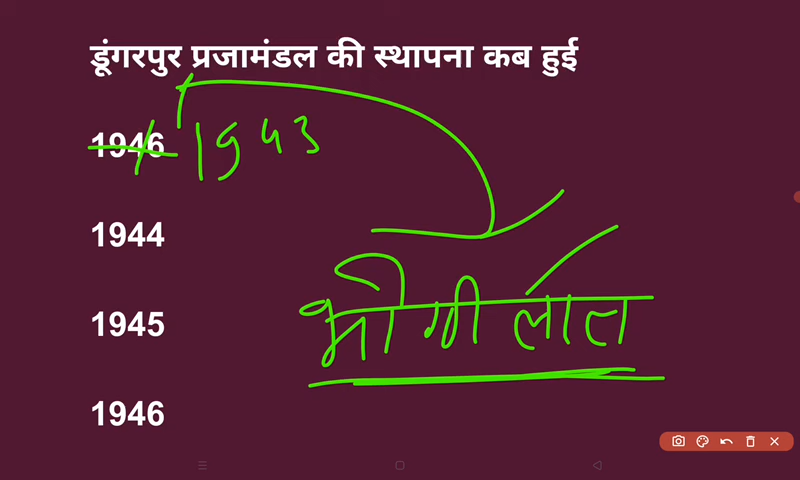 डूंगरपुर प्रजामंडल की स्थापना कब हुई
1946 1943
1944
भोगी लाल
1945
1946